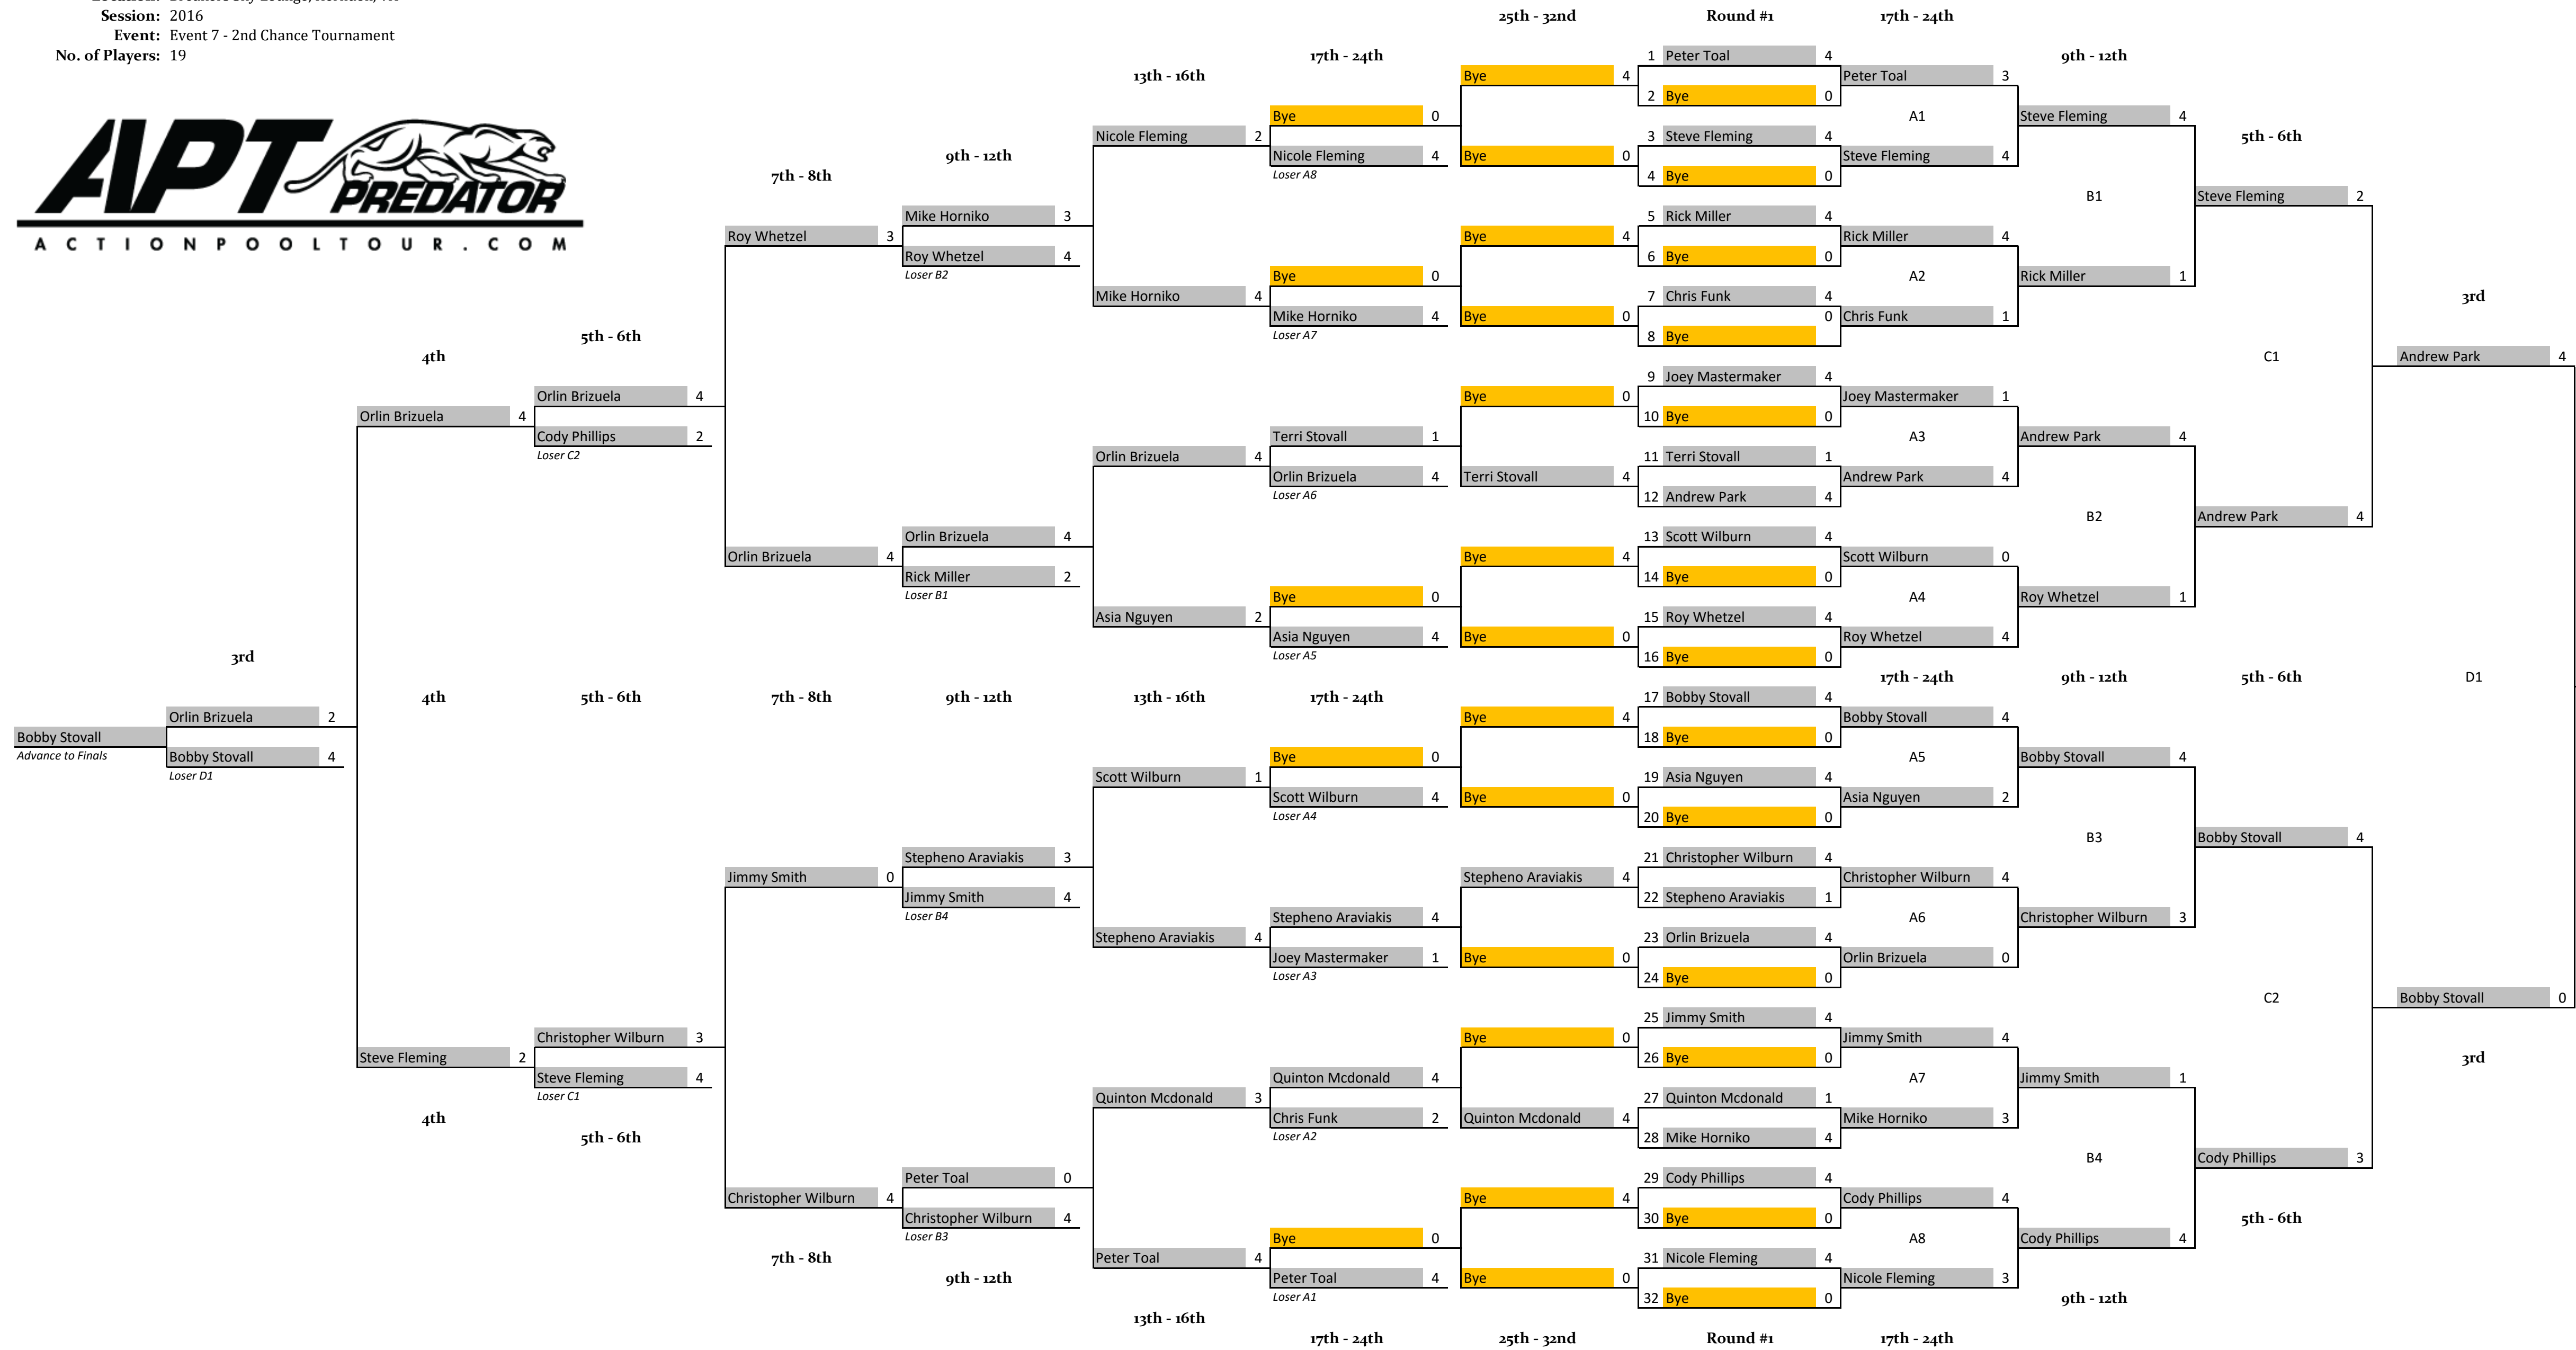 Location: Breakers Sky Lounge, Herndon, VA
Session: 2016
Event: Event 7 - 2nd Chance Tournament
No. of Players: 19
APT
PREDATOR
ACTIONPOOLTOUR.COM
Bobby Stovall
Advance to Finals
3rd
Orlin Brizuela 2
Bobby Stovall 4
Loser D1
4th
Orlin Brizuela 4
4th
Steve Fleming 2
4th
5th - 6th
Orlin Brizuela 4
Cody Phillips 2
Loser C2
5th - 6th
Christopher Wilburn 3
Steve Fleming 4
Loser C1
5th - 6th
7th - 8th
Roy Whetzel 3
Orlin Brizuela 4
7th - 8th
Jimmy Smith 0
Christopher Wilburn 4
7th - 8th
9th - 12th
Mike Horniko 3
Roy Whetzel 4
Loser B2
Orlin Brizuela 4
Rick Miller 2
Loser B1
9th - 12th
Stepheno Araviakis 3
Jimmy Smith 4
Loser B4
Peter Toal 0
Christopher Wilburn 4
Loser B3
9th - 12th
13th - 16th
Nicole Fleming 2
Mike Horniko 4
Orlin Brizuela 4
Asia Nguyen 2
13th - 16th
Scott Wilburn 1
Stepheno Araviakis 4
Quinton Mcdonald 3
Peter Toal 4
13th - 16th
17th - 24th
Bye 0
Nicole Fleming 4
Loser A8
Bye 0
Mike Horniko 4
Loser A7
Terri Stovall 1
Orlin Brizuela 4
Loser A6
Bye 0
Asia Nguyen 4
Loser A5
17th - 24th
Bye 0
Scott Wilburn 4
Loser A4
Stepheno Araviakis 4
Joey Mastermaker 1
Loser A3
Quinton Mcdonald 4
Chris Funk 2
Loser A2
Bye 0
Peter Toal 4
Loser A1
17th - 24th
25th - 32nd
Bye 4
Bye 0
Bye 4
Bye 0
Bye 0
Terri Stovall 4
Bye 4
Bye 0
Bye 4
Bye 0
Stepheno Araviakis 4
Bye 0
Bye 0
Quinton Mcdonald 4
Bye 4
Bye 0
25th - 32nd
Round #1
1 Peter Toal 4
2 Bye 0
3 Steve Fleming 4
4 Bye 0
5 Rick Miller 4
6 Bye 0
7 Chris Funk 4
0
8 Bye
9 Joey Mastermaker 4
10 Bye 0
11 Terri Stovall 1
12 Andrew Park 4
13 Scott Wilburn 4
14 Bye 0
15 Roy Whetzel 4
16 Bye 0
17 Bobby Stovall 4
18 Bye 0
19 Asia Nguyen 4
20 Bye 0
21 Christopher Wilburn 4
22 Stepheno Araviakis 1
23 Orlin Brizuela 4
24 Bye 0
25 Jimmy Smith 4
26 Bye 0
27 Quinton Mcdonald 1
28 Mike Horniko 4
29 Cody Phillips 4
30 Bye 0
31 Nicole Fleming 4
32 Bye 0
Round #1
17th - 24th
Peter Toal 3
A1
Steve Fleming 4
Rick Miller 4
A2
Chris Funk 1
Joey Mastermaker 1
A3
Andrew Park 4
Scott Wilburn 0
A4
Roy Whetzel 4
17th - 24th
Bobby Stovall 4
A5
Asia Nguyen 2
Christopher Wilburn 4
A6
Orlin Brizuela 0
Jimmy Smith 4
A7
Mike Horniko 3
Cody Phillips 4
A8
Nicole Fleming 3
17th - 24th
9th - 12th
Steve Fleming 4
B1
Rick Miller 1
Andrew Park 4
B2
Roy Whetzel 1
9th - 12th
Bobby Stovall 4
B3
Christopher Wilburn 3
Jimmy Smith 1
B4
Cody Phillips 4
9th - 12th
5th - 6th
Steve Fleming 2
C1
Andrew Park 4
5th - 6th
Bobby Stovall 4
C2
Cody Phillips 3
5th - 6th
3rd
Andrew Park 4
D1
Bobby Stovall 0
3rd